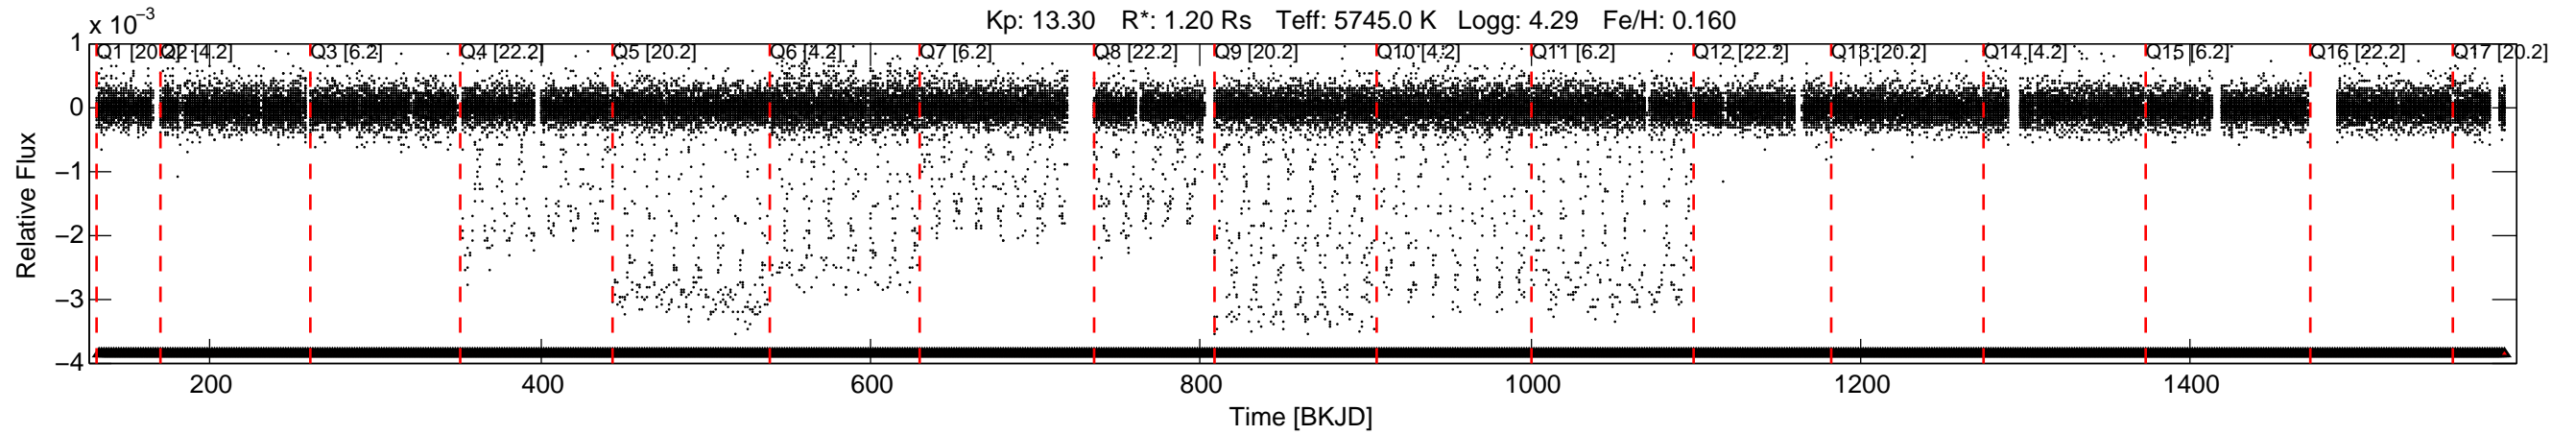 Kp: 13.30 R*: 1.20 Rs Teff: 5745.0 K Logg: 4.29 Fe/H: 0.160
x 10−3
Q1 [20.2] Q2 [4.2] Q3 [6.2] Q4 [22.2] Q5 [20.2] Q6 [4.2] Q7 [6.2] Q8 [22.2] Q9 [20.2] Q10 [4.2] Q11 [6.2] Q12 [22.2] Q13 [20.2] Q14 [4.2] Q15 [6.2] Q16 [22.2] Q17 [20.2]
1
0
−1
−2
−3
−4
Relative Flux
200 400 600 800 1000 1200 1400
Time [BKJD]